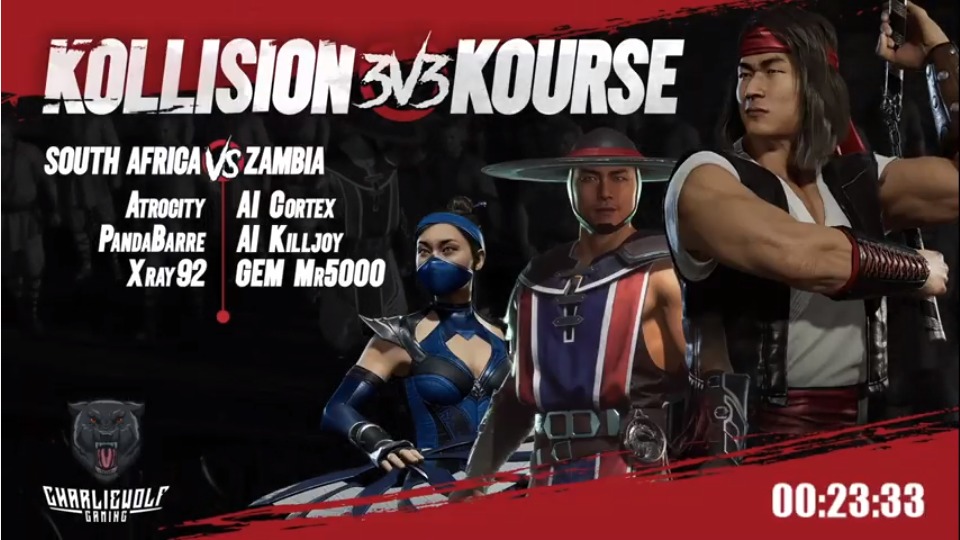 KOLLISION 3V3 KOURSE
SOUTH AFRICA VS ZAMBIA
ATROCITY AI CORTEX
PANDABARRE AI KILLJOY
XRAY92 GEM MR5000
CHARLIEWOLF
GAMING
00:23:33